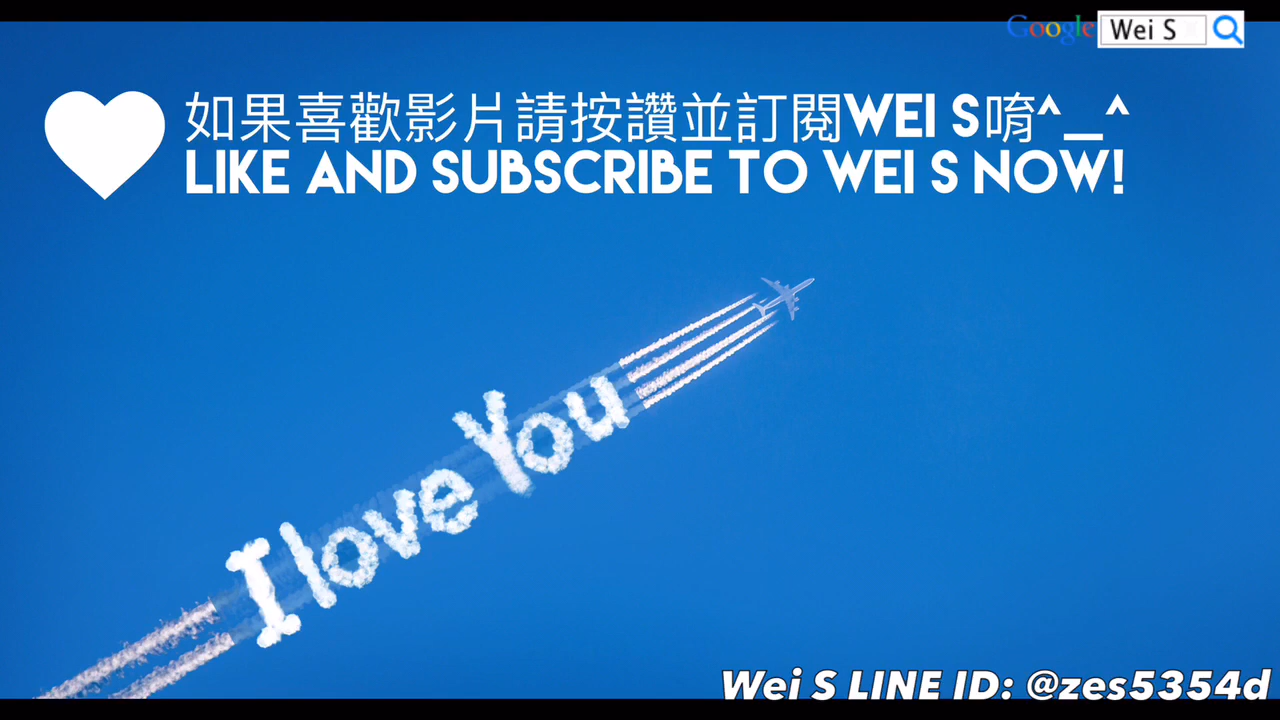 Google Wei S
如果喜歡影片請按讚並訂閱WEI S唷^_^
LIKE AND SUBSCRIBE TO WEI S NOW!
I love You
Wei S LINE ID: @zes5354d